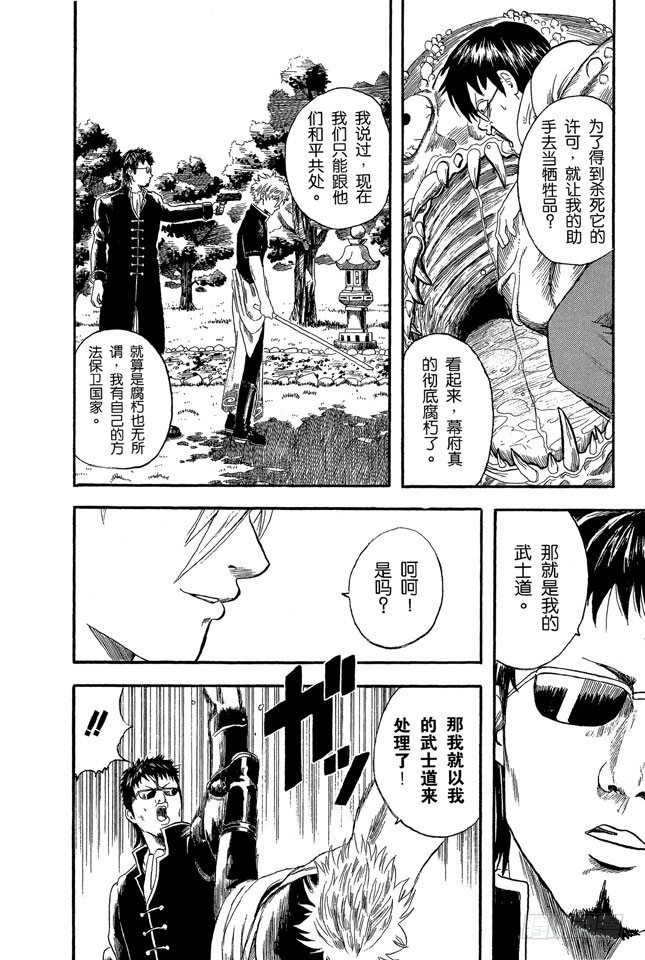 为了得到杀死它的
许可，就让我的助
手去当牺牲品？
看起来，幕府真
的彻底腐朽了。
我说过，现在
我们只能跟他
们和平共处。
就算是腐朽也无所
谓，我有自己的方
法保卫国家。
那就是我的
武士道。
呵呵！
是吗？
那我就以我
的武士道来
处理了！
ガッ
!!